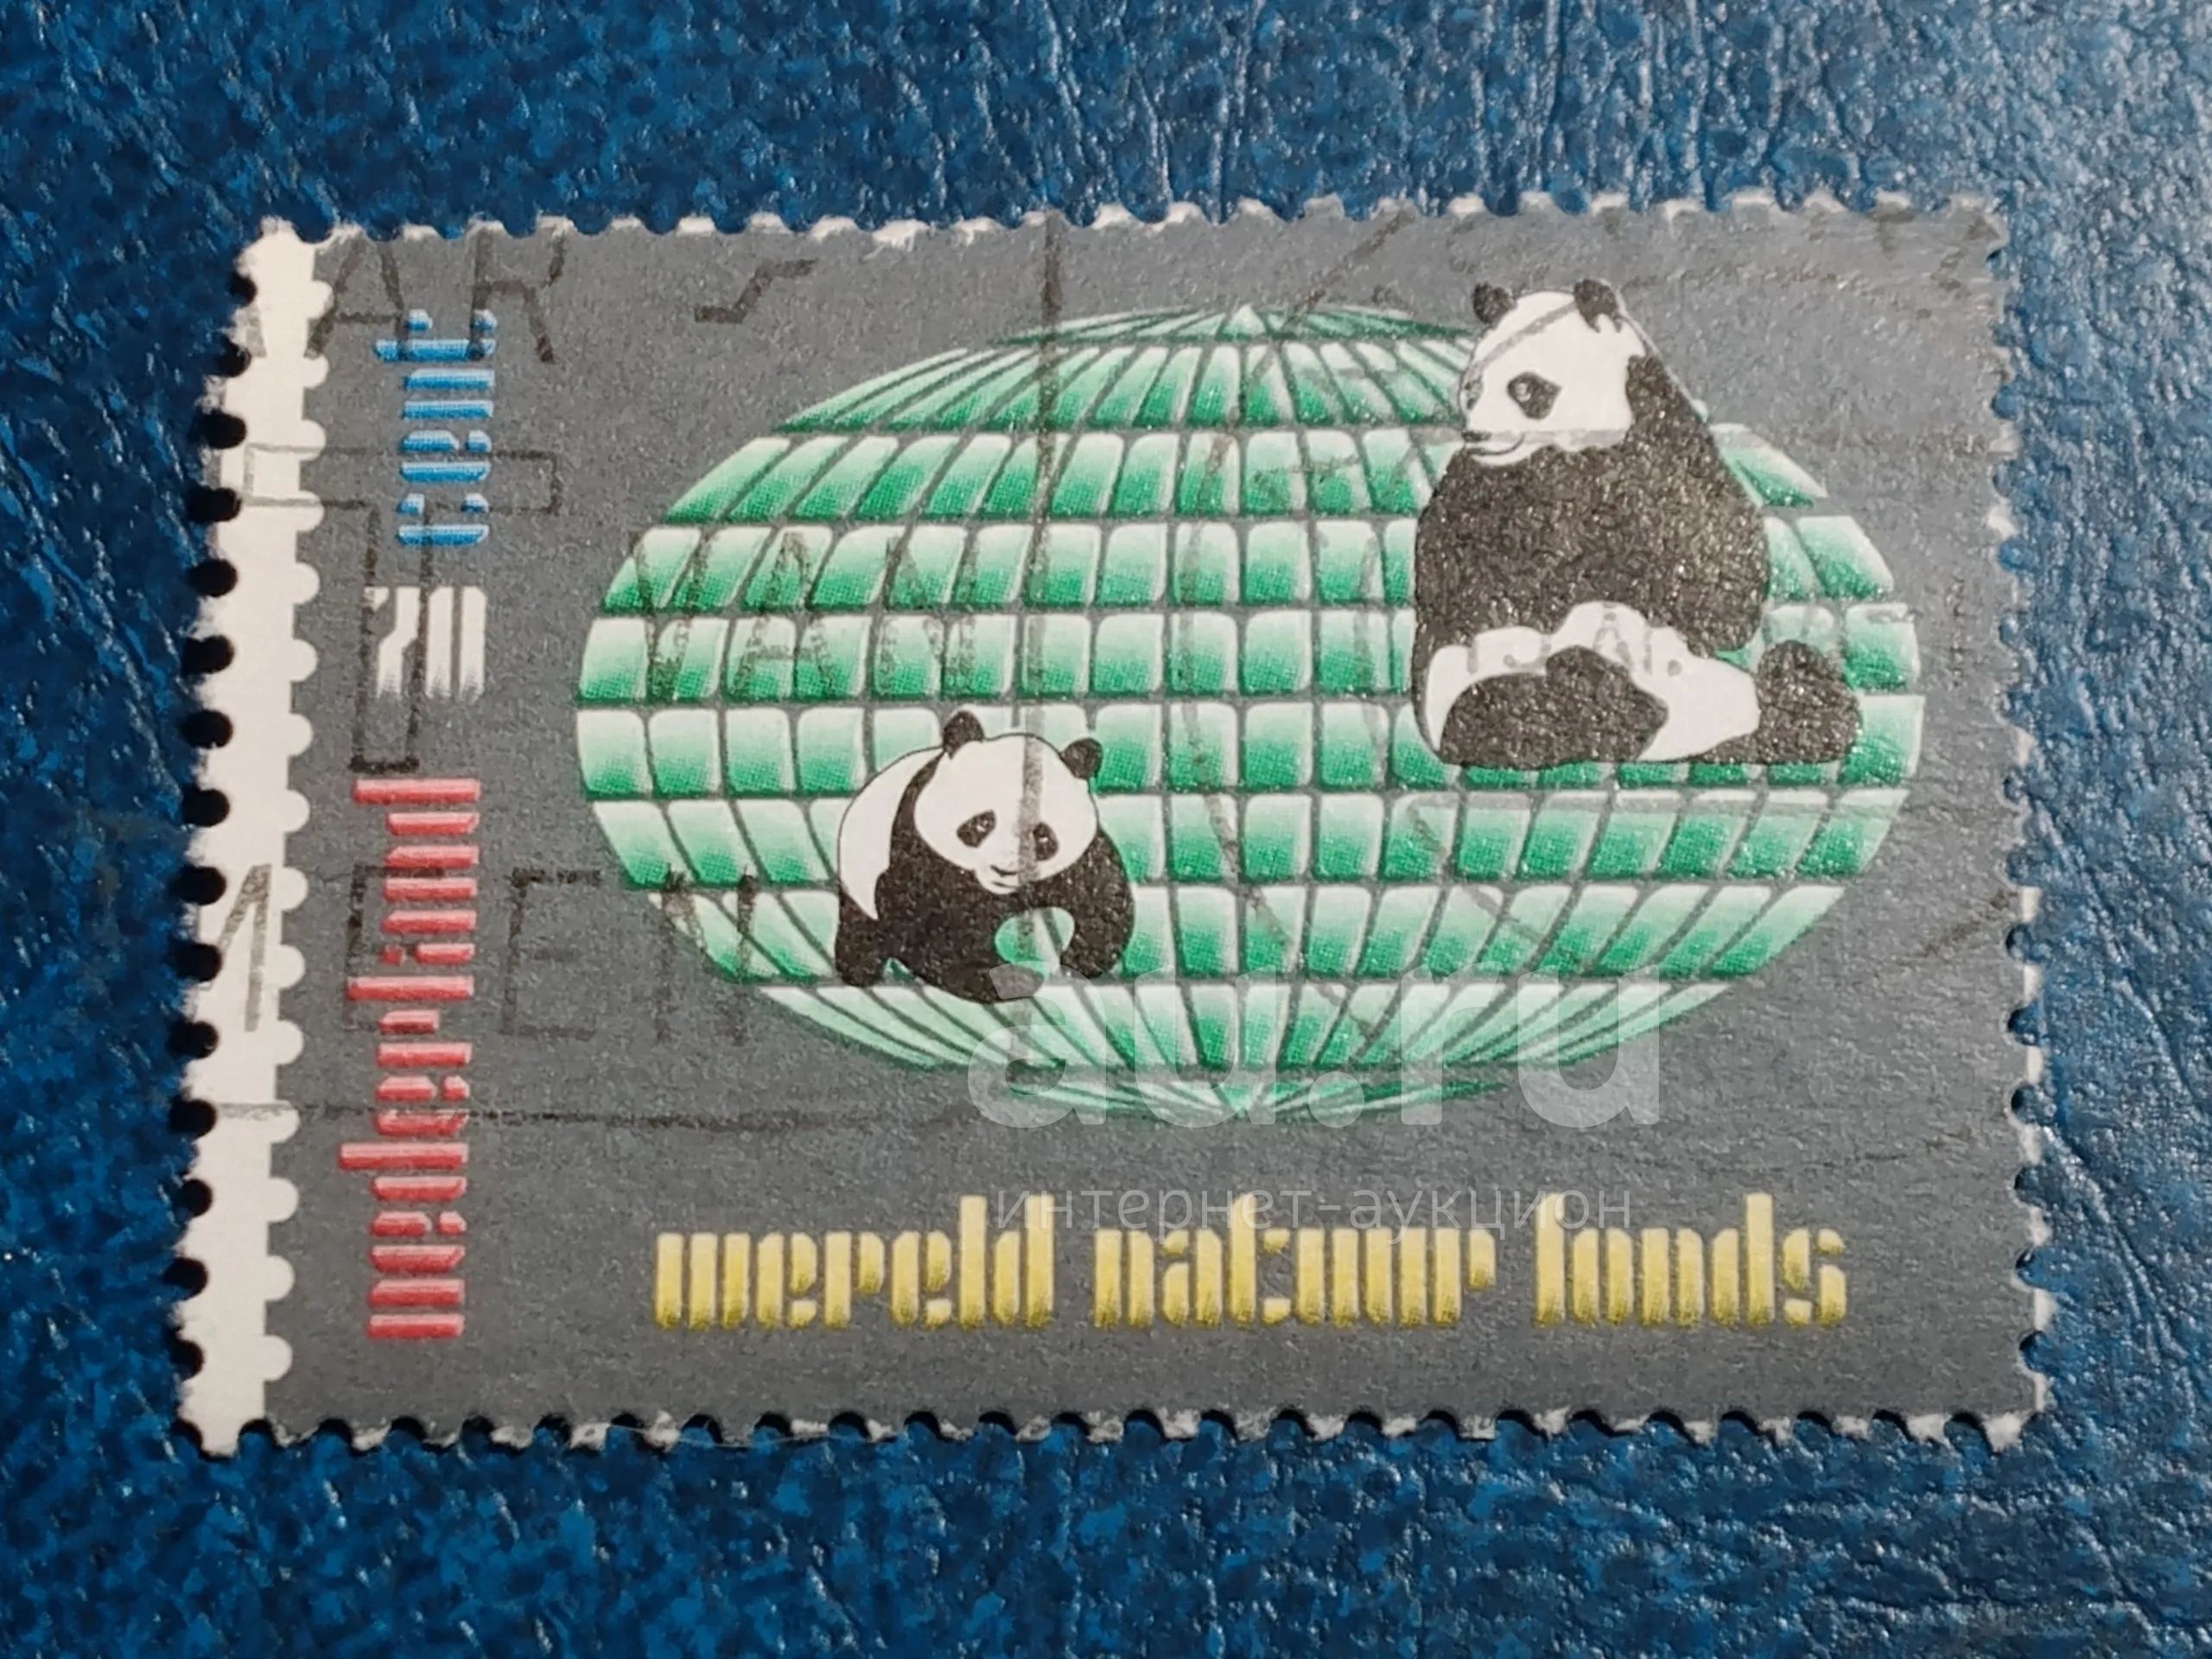 nederland 70 cent
wereld natuur fonds
au.ru
интернет-аукцион